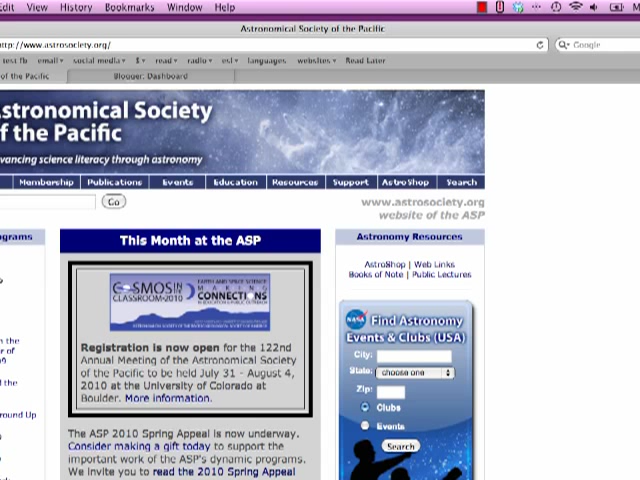 Edit View History Bookmarks Window Help
Astronomical Society of the Pacific
http://www.astrosociety.org/
Google
test fb email social media $ read radio esl languages websites Read Later
of the Pacific Blogger: Dashboard
Astronomical Society
of the Pacific
advancing science literacy through astronomy
Membership Publications Events Education Resources Support AstroShop Search
Go
www.astrosociety.org
website of the ASP
This Month at the ASP
COSMOS IN
CLASSROOM•2010
EARTH AND SPACE SCIENCE
MAKING
CONNECTIONS
IN EDUCATION & PUBLIC OUTREACH
Registration is now open for the 122nd
Annual Meeting of the Astronomical Society
of the Pacific to be held July 31 - August 4,
2010 at the University of Colorado at
Boulder. More information.
The ASP 2010 Spring Appeal is now underway.
Consider making a gift today to support the
important work of the ASP's dynamic programs.
We invite you to read the 2010 Spring Appeal
Astronomy Resources
AstroShop | Web Links
Books of Note | Public Lectures
NASA Find Astronomy
Events & Clubs (USA)
City:
State: choose one
Zip:
Clubs
Events
Search